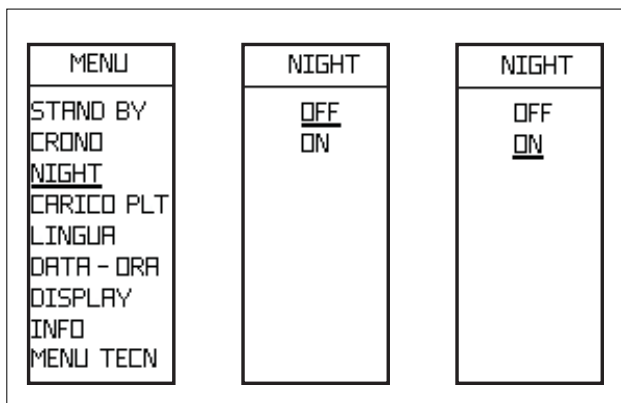 MENU
STAND BY
CRONO
NIGHT
CARICO PLT
LINGUA
DATA - ORA
DISPLAY
INFO
MENU TECN
NIGHT
OFF
ON
NIGHT
OFF
ON